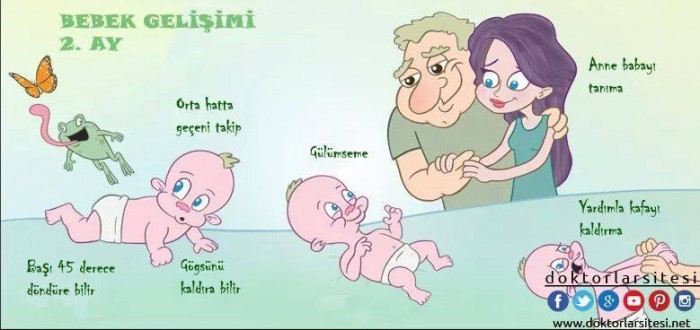 BEBEK GELİŞİMİ
2. AY
Orta hatta
geçeni takip
Gülümseme
Anne babayı
tanıma
Başı 45 derece
döndüre bilir
Gögsünü
kaldıra bilir
Yardımla kafayı
kaldırma
doktorlarsitesi
www.doktorlarsitesi.net